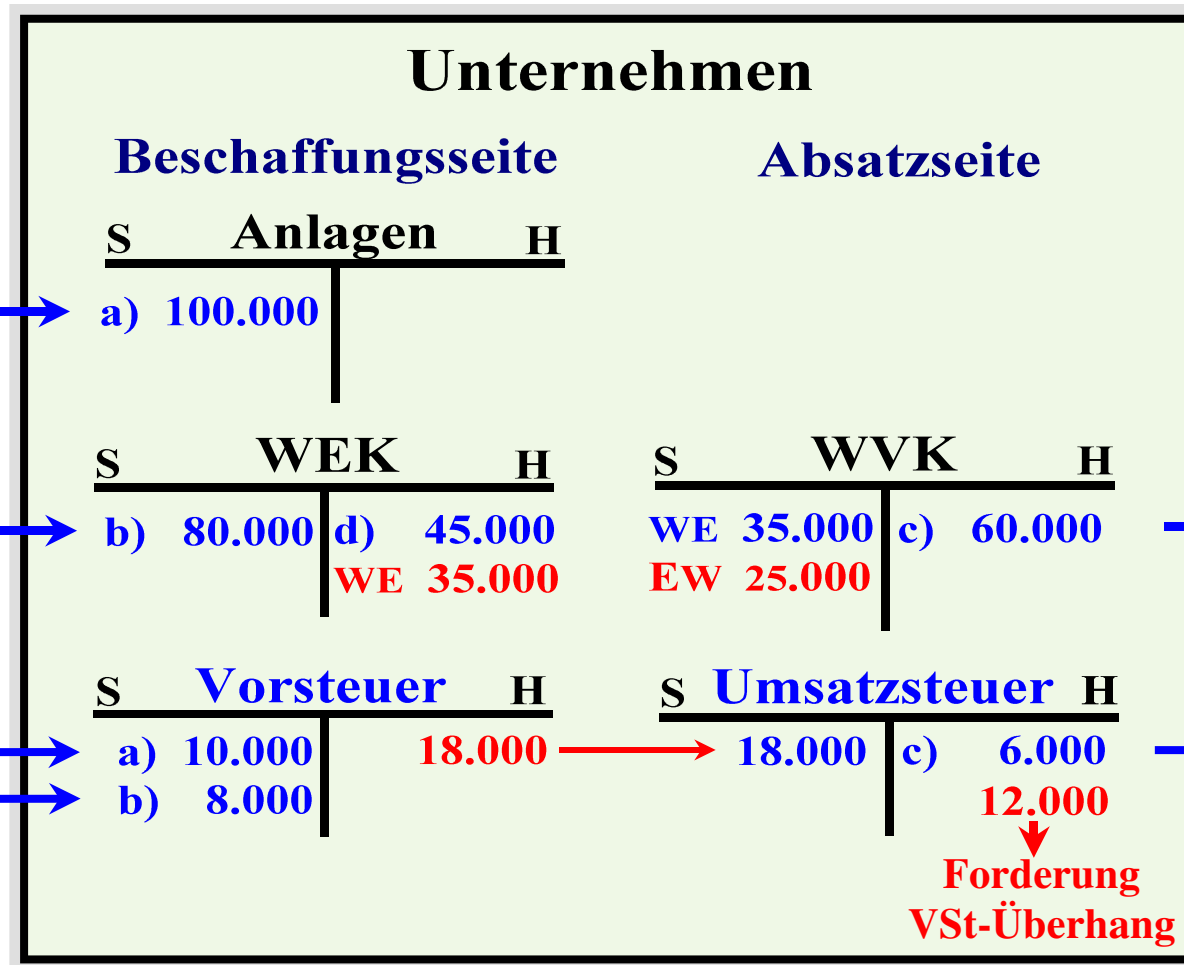 Unternehmen
Beschaffungsseite Absatzseite
S Anlagen H
a) 100.000
S WEK H
b) 80.000 d) 45.000
WE 35.000
S WVK H
WE 35.000 c) 60.000
EW 25.000
S Vorsteuer H
a) 10.000 18.000
b) 8.000
S Umsatzsteuer H
18.000 c) 6.000
12.000
Forderung
VSt-Überhang